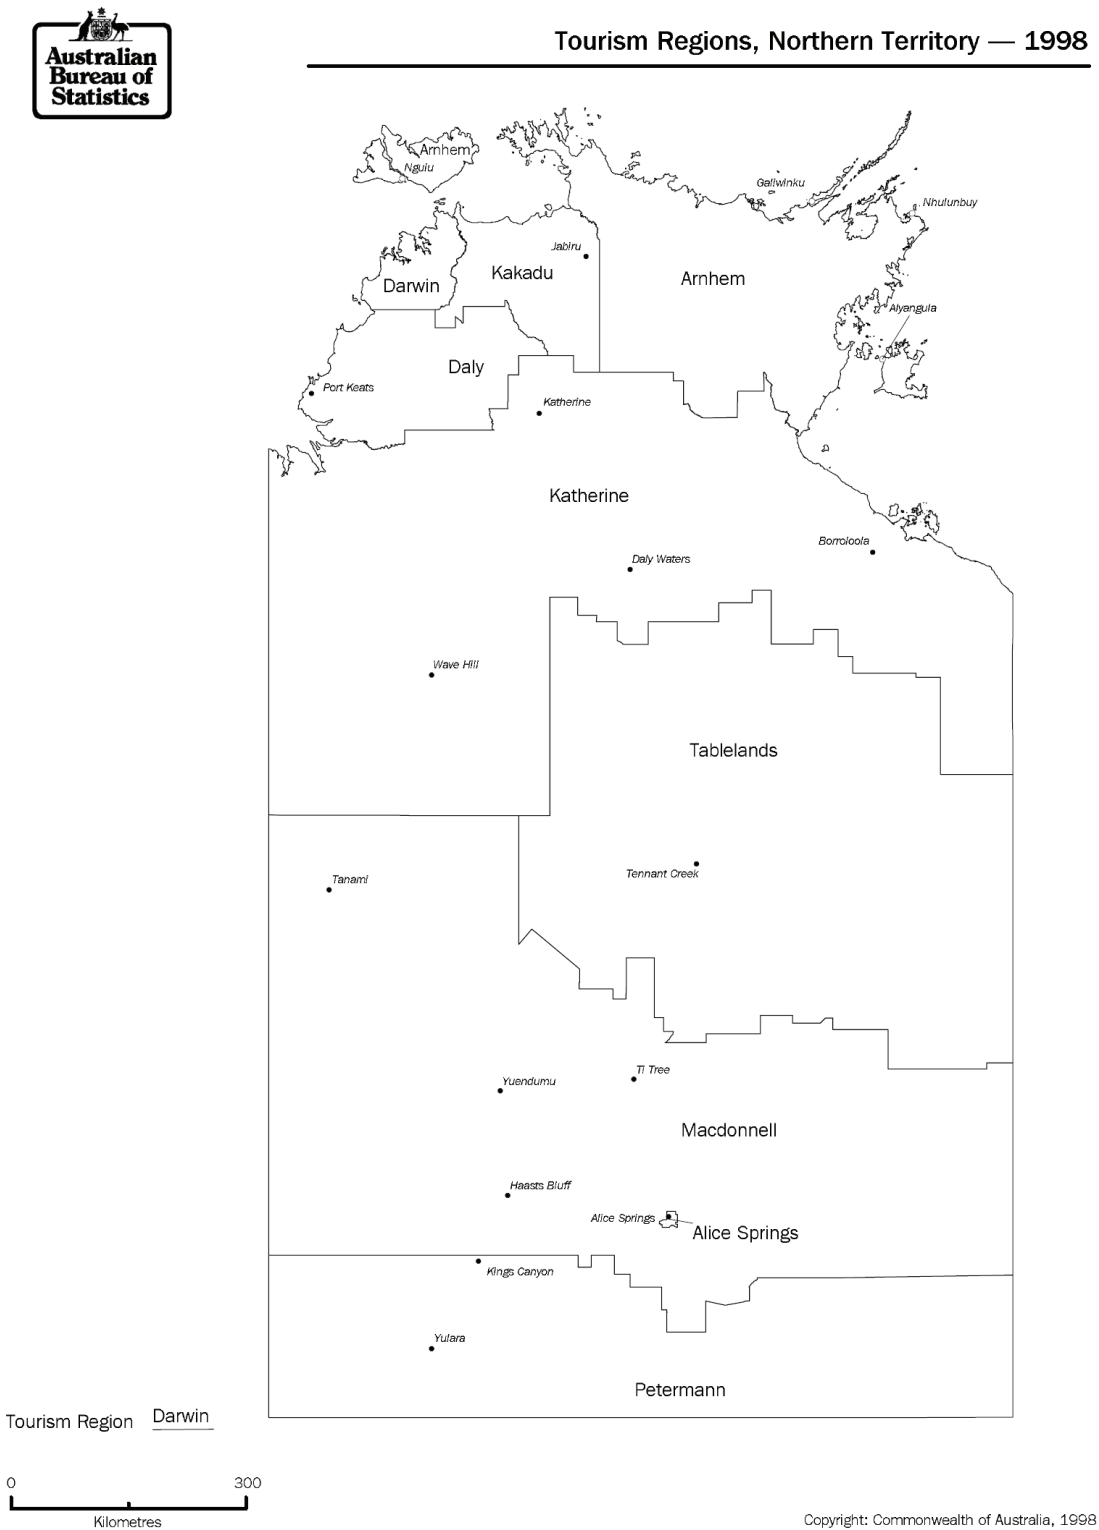 Australian
Bureau of
Statistics
Tourism Regions, Northern Territory — 1998
Arnhem
Nguiu
Galiwinku
Nhulunbuy
Jabiru
Kakadu
Arnhem
Darwin
Alyangula
Daly
Port Keats
Katherine
Katherine
Borroloola
Daly Waters
Wave Hill
Tablelands
Tennant Creek
Tanami
Ti Tree
Yuendumu
Macdonnell
Haasts Bluff
Alice Springs
Alice Springs
Kings Canyon
Yulara
Petermann
Tourism Region Darwin
0 300
Kilometres
Copyright: Commonwealth of Australia, 1998